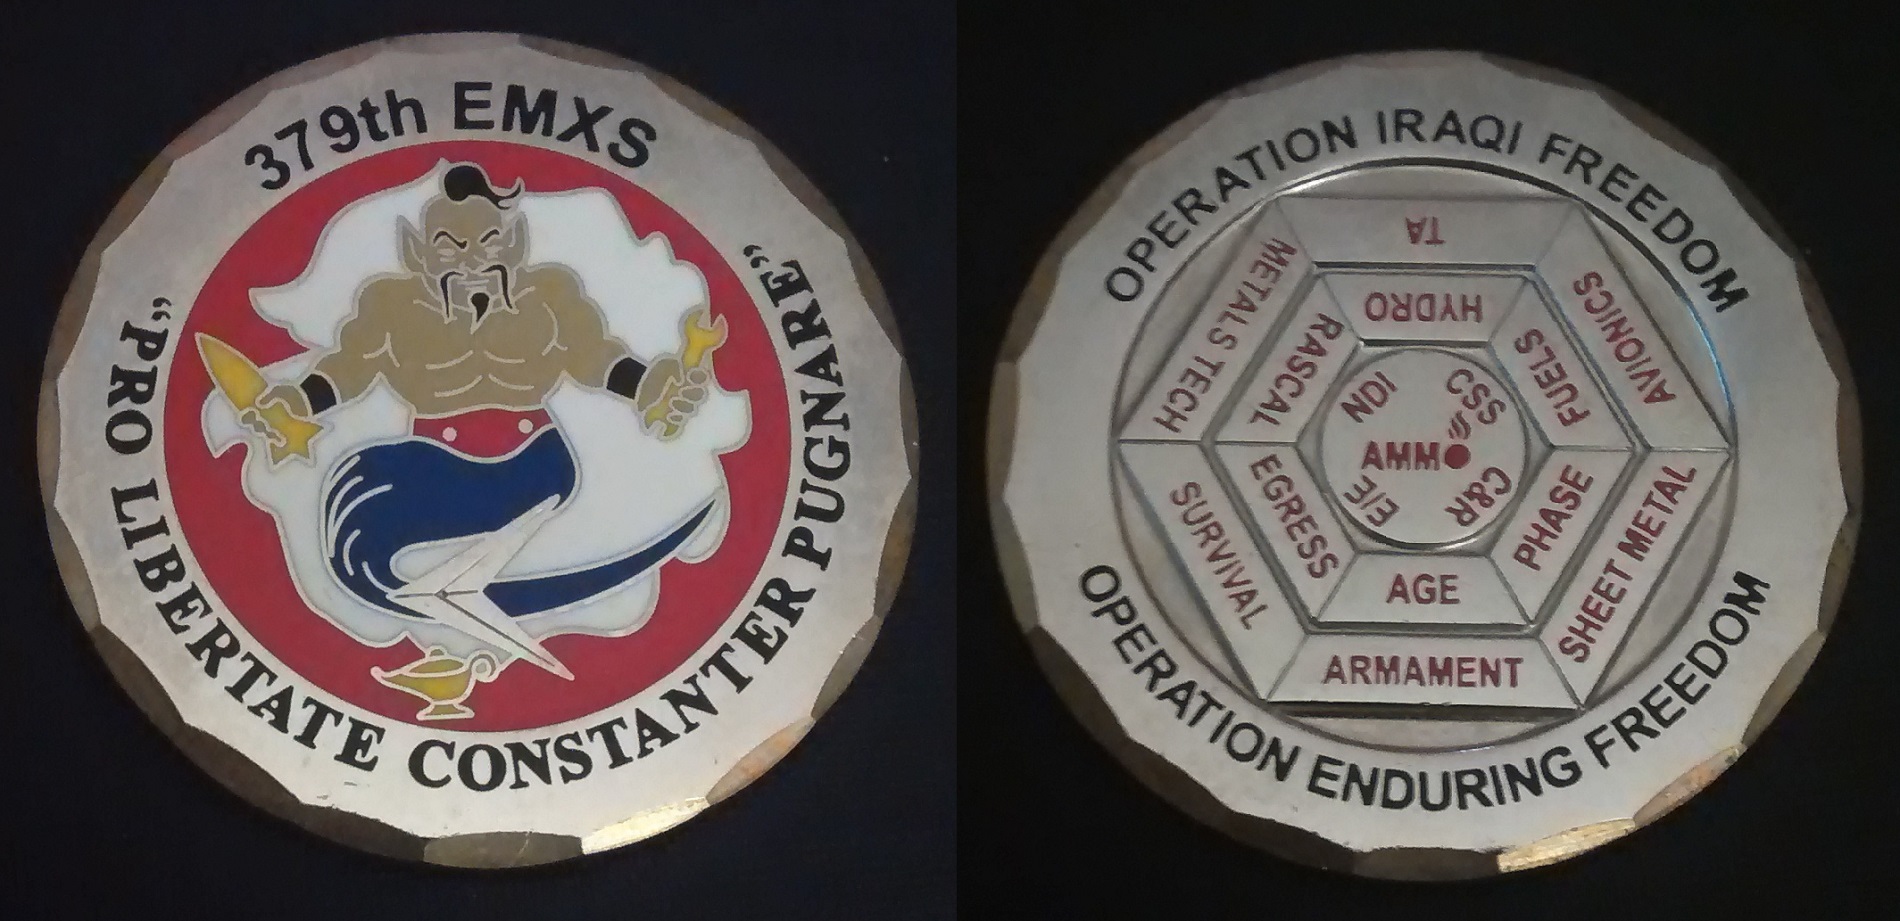 379th EMXS
"PRO LIBERTATE CONSTANTER PUGNARE"
OPERATION IRAQI FREEDOM
TA
AVIONICS
SHEET METAL
ARMAMENT
SURVIVAL
METALS TECH
HYDRO
FUELS
PHASE
AGE
EGRESS
RASCAL
NDI
CSS
AMMO
E/E
C&R
OPERATION ENDURING FREEDOM